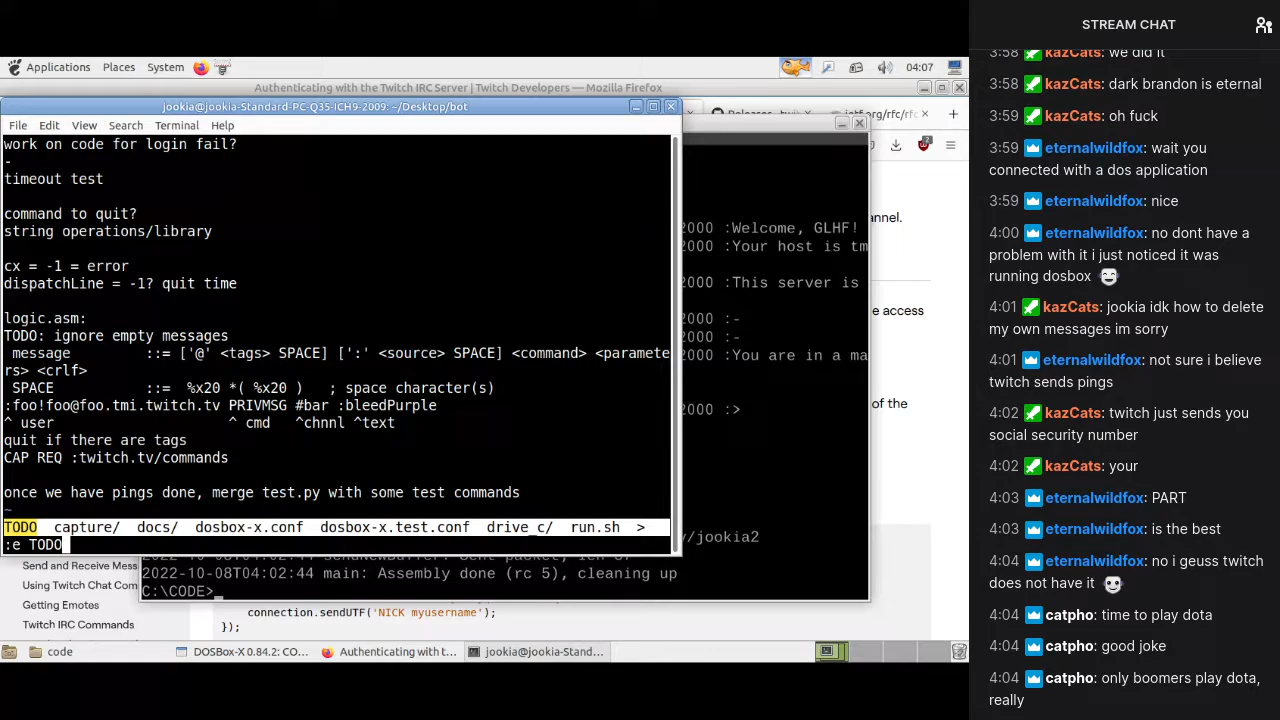 STREAM CHAT
3:58 kazCats: we did it
3:58 kazCats: dark brandon is eternal
3:59 kazCats: oh fuck
3:59 eternalwildfox: wait you
connected with a dos application
3:59 eternalwildfox: nice
4:00 eternalwildfox: no dont have a
problem with it i just noticed it was
running dosbox
4:01 kazCats: jookia idk how to delete
my own messages im sorry
4:01 eternalwildfox: not sure i believe
twitch sends pings
4:02 kazCats: twitch just sends you
social security number
4:02 kazCats: your
4:03 eternalwildfox: PART
4:03 eternalwildfox: is the best
4:04 eternalwildfox: no i geuss twitch
does not have it
4:04 catpho: time to play dota
4:04 catpho: good joke
4:04 catpho: only boomers play dota,
really
Applications Places System 04:07
Authenticating with the Twitch IRC Server | Twitch Developers — Mozilla Firefox
jookia@jookia-Standard-PC-Q35-ICH9-2009: ~/Desktop/bot
File Edit View Search Terminal Help
work on code for login fail?
-
timeout test
command to quit?
string operations/library
cx = -1 = error
dispatchLine = -1? quit time
logic.asm:
TODO: ignore empty messages
message ::= ['@' <tags> SPACE] [':' <source> SPACE] <command> <paramete
rs> <crlf>
SPACE ::= %x20 *( %x20 ) ; space character(s)
:foo!foo@foo.tmi.twitch.tv PRIVMSG #bar :bleedPurple
^ user ^ cmd ^chnnl ^text
quit if there are tags
CAP REQ :twitch.tv/commands
once we have pings done, merge test.py with some test commands
~
TODO capture/ docs/ dosbox-x.conf dosbox-x.test.conf drive_c/ run.sh >
:e TODO
annel.
2000 :Welcome, GLHF!
2000 :Your host is tm
2000 :This server is
2000 :-
2000 :-
2000 :You are in a ma
2000 :>
e access
of the
v/jookia2
2022-10-08T04:02:44 main: Assembly done (rc 5), cleaning up
C:\CODE>
Send and Receive Mess
Using Twitch Chat Com
Getting Emotes
Twitch IRC Commands
connection.sendUTF('NICK myusername');
});
code
DOSBox-X 0.84.2: CO...
Authenticating with t...
jookia@jookia-Stand...